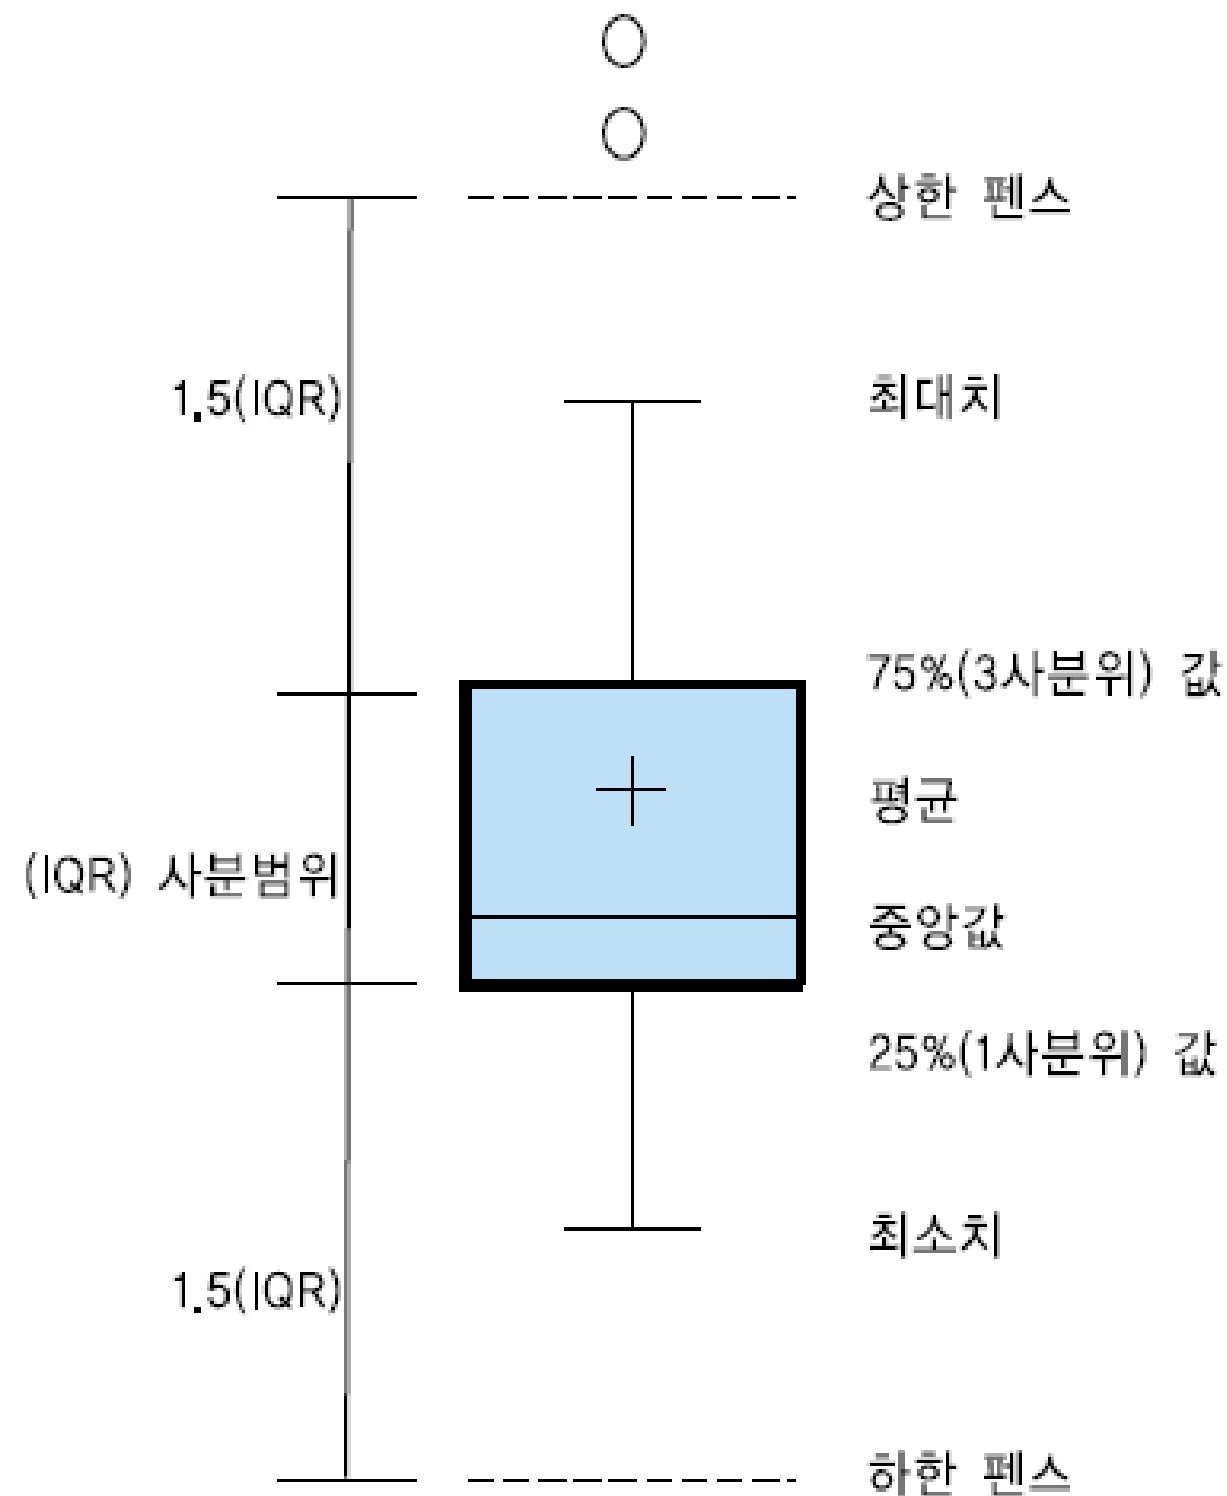 상한 펜스
1.5(IQR)
최대치
75%(3사분위) 값
평균
(IQR) 사분범위
중앙값
25%(1사분위) 값
최소치
1.5(IQR)
하한 펜스